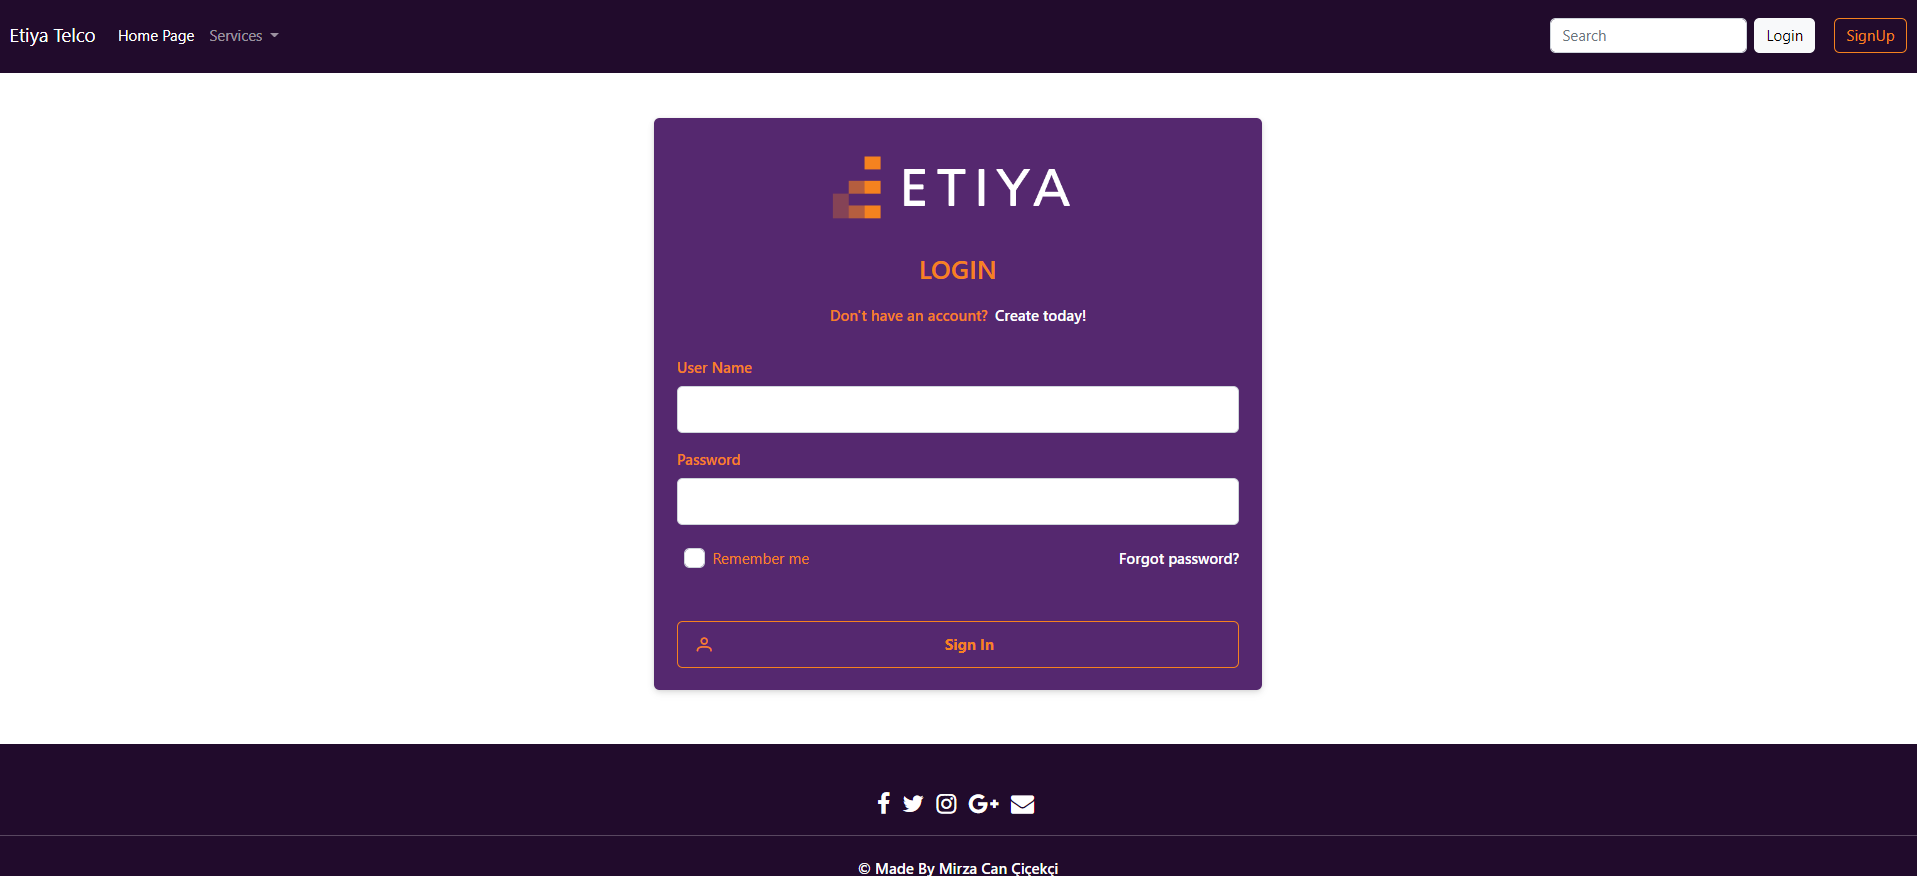 Etiya Telco Home Page Services Search Login SignUp
ETIYA
LOGIN
Don't have an account? Create today!
User Name
Password
Remember me Forgot password?
Sign In
© Made By Mirza Can Çiçekçi